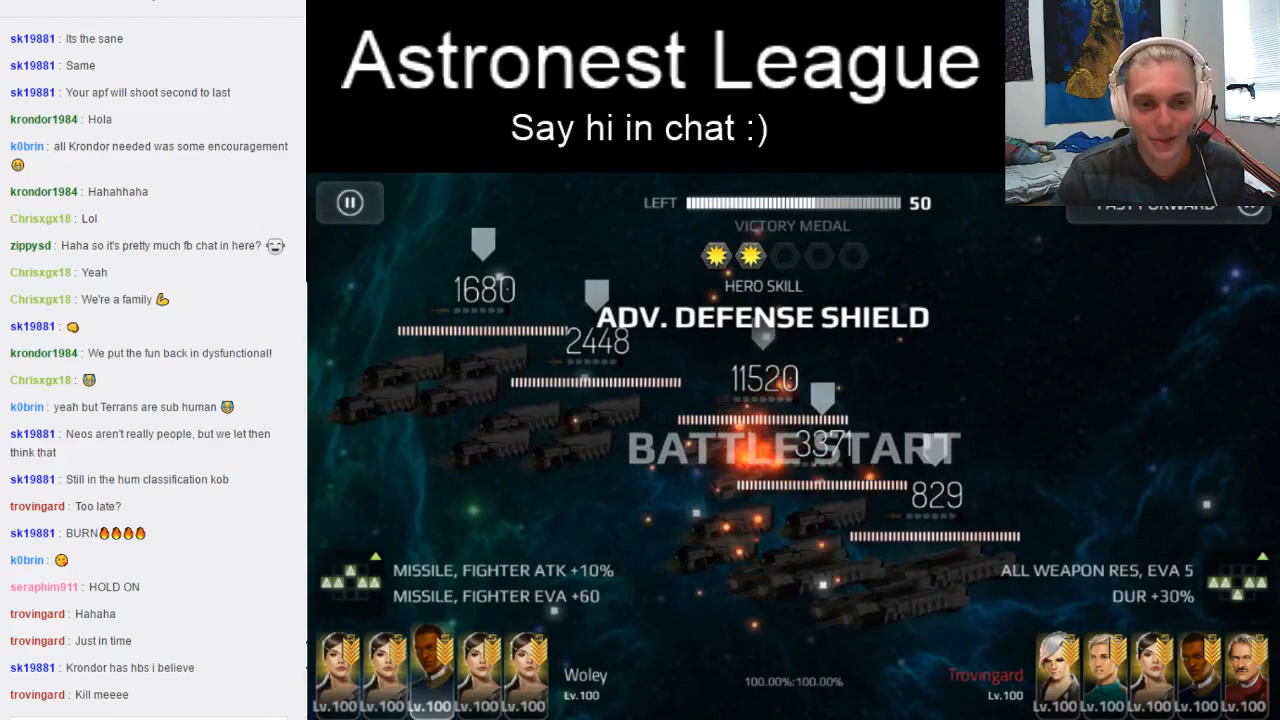 sk19881 : Its the sane
sk19881 : Same
sk19881 : Your apf will shoot second to last
krondor1984 : Hola
k0brin : all Krondor needed was some encouragement
krondor1984 : Hahahhaha
Chrisxgx18 : Lol
zippysd : Haha so it's pretty much fb chat in here?
Chrisxgx18 : Yeah
Chrisxgx18 : We're a family
sk19881 :
krondor1984 : We put the fun back in dysfunctional!
Chrisxgx18 :
k0brin : yeah but Terrans are sub human
sk19881 : Neos aren't really people, but we let then
think that
sk19881 : Still in the hum classification kob
trovingard : Too late?
sk19881 : BURN
k0brin :
seraphim911 : HOLD ON
trovingard : Hahaha
trovingard : Just in time
sk19881 : Krondor has hbs i believe
trovingard : Kill meeee
Astronest League
Say hi in chat :)
LEFT 50
FAST FORWARD
VICTORY MEDAL
HERO SKILL
ADV. DEFENSE SHIELD
1680
2448
11520
BATTLE START
3371
829
MISSILE, FIGHTER ATK +10%
MISSILE, FIGHTER EVA +60
ALL WEAPON RES, EVA 5
DUR +30%
Woley
Lv.100
100.00%:100.00%
Trovingard
Lv.100
Lv.100 Lv.100 Lv.100 Lv.100 Lv.100
Lv.100 Lv.100 Lv.100 Lv.100 Lv.100